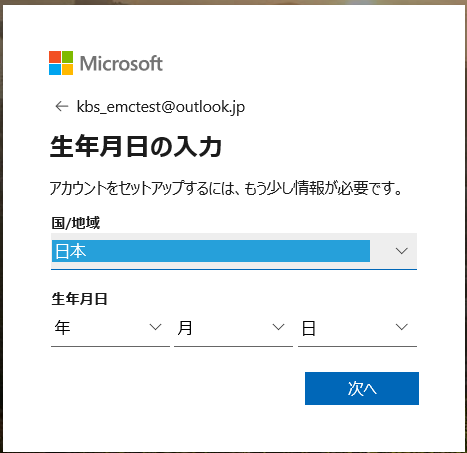 Microsoft
← kbs_emctest@outlook.jp
生年月日の入力
アカウントをセットアップするには、もう少し情報が必要です。
国/地域
日本
生年月日
年 月 日
次へ